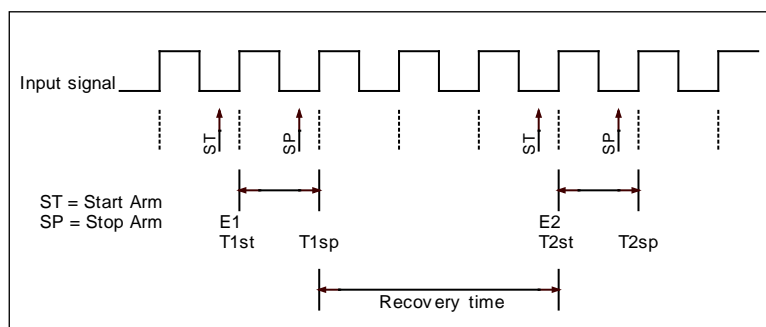 Input signal
ST SP ST SP
ST = Start Arm
SP = Stop Arm
E1 E2
T1st T1sp T2st T2sp
Recovery time